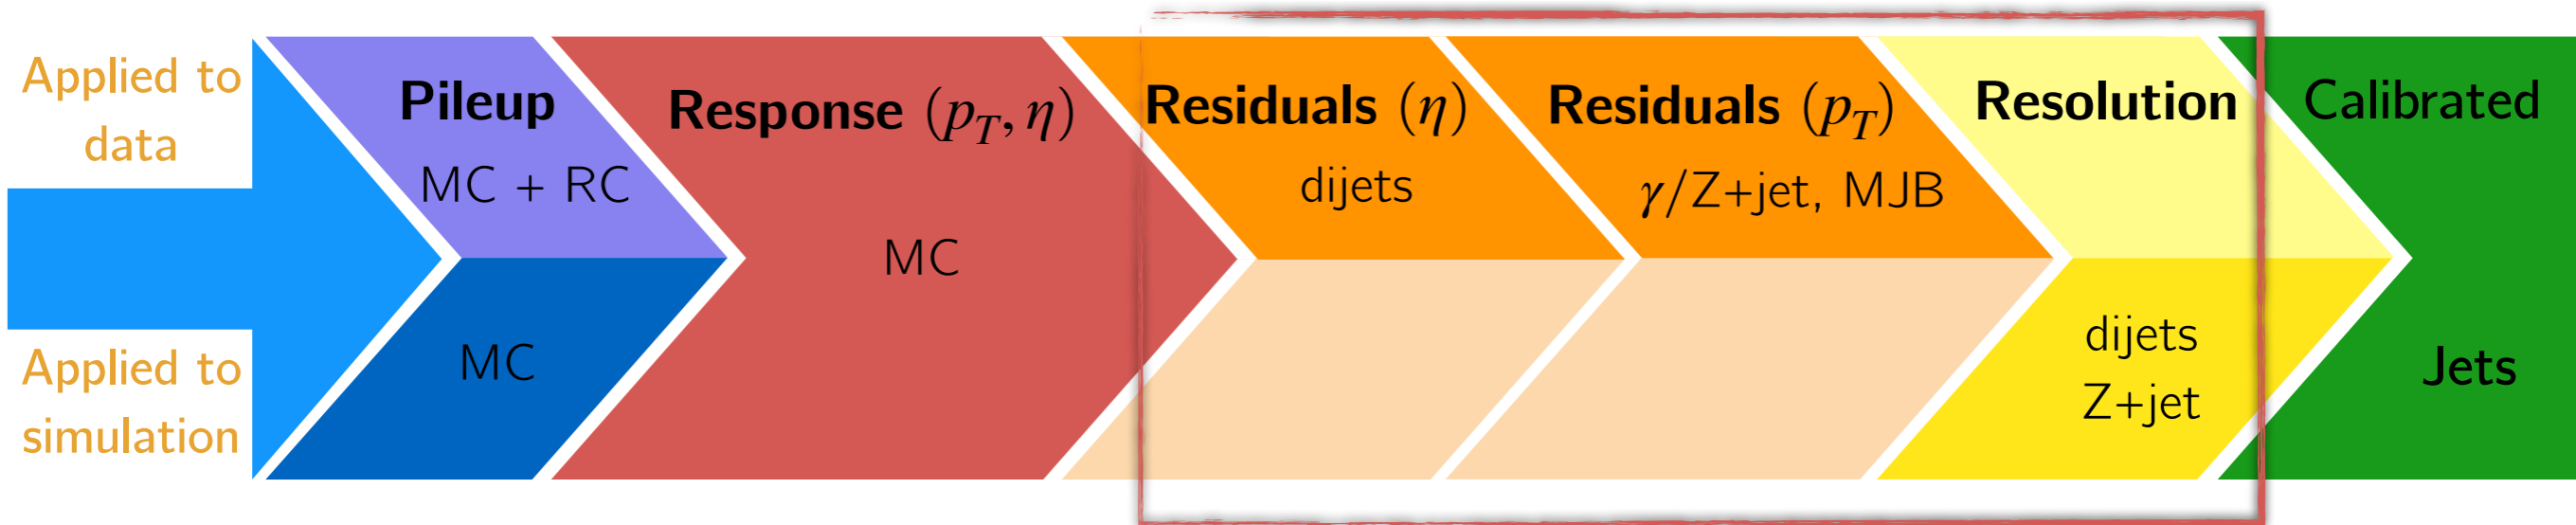 Applied to
data
Applied to
simulation
Pileup
MC + RC
MC
Response (p_T, η)
MC
Residuals (η)
dijets
Residuals (p_T)
γ/Z+jet, MJB
Resolution
dijets
Z+jet
Calibrated
Jets